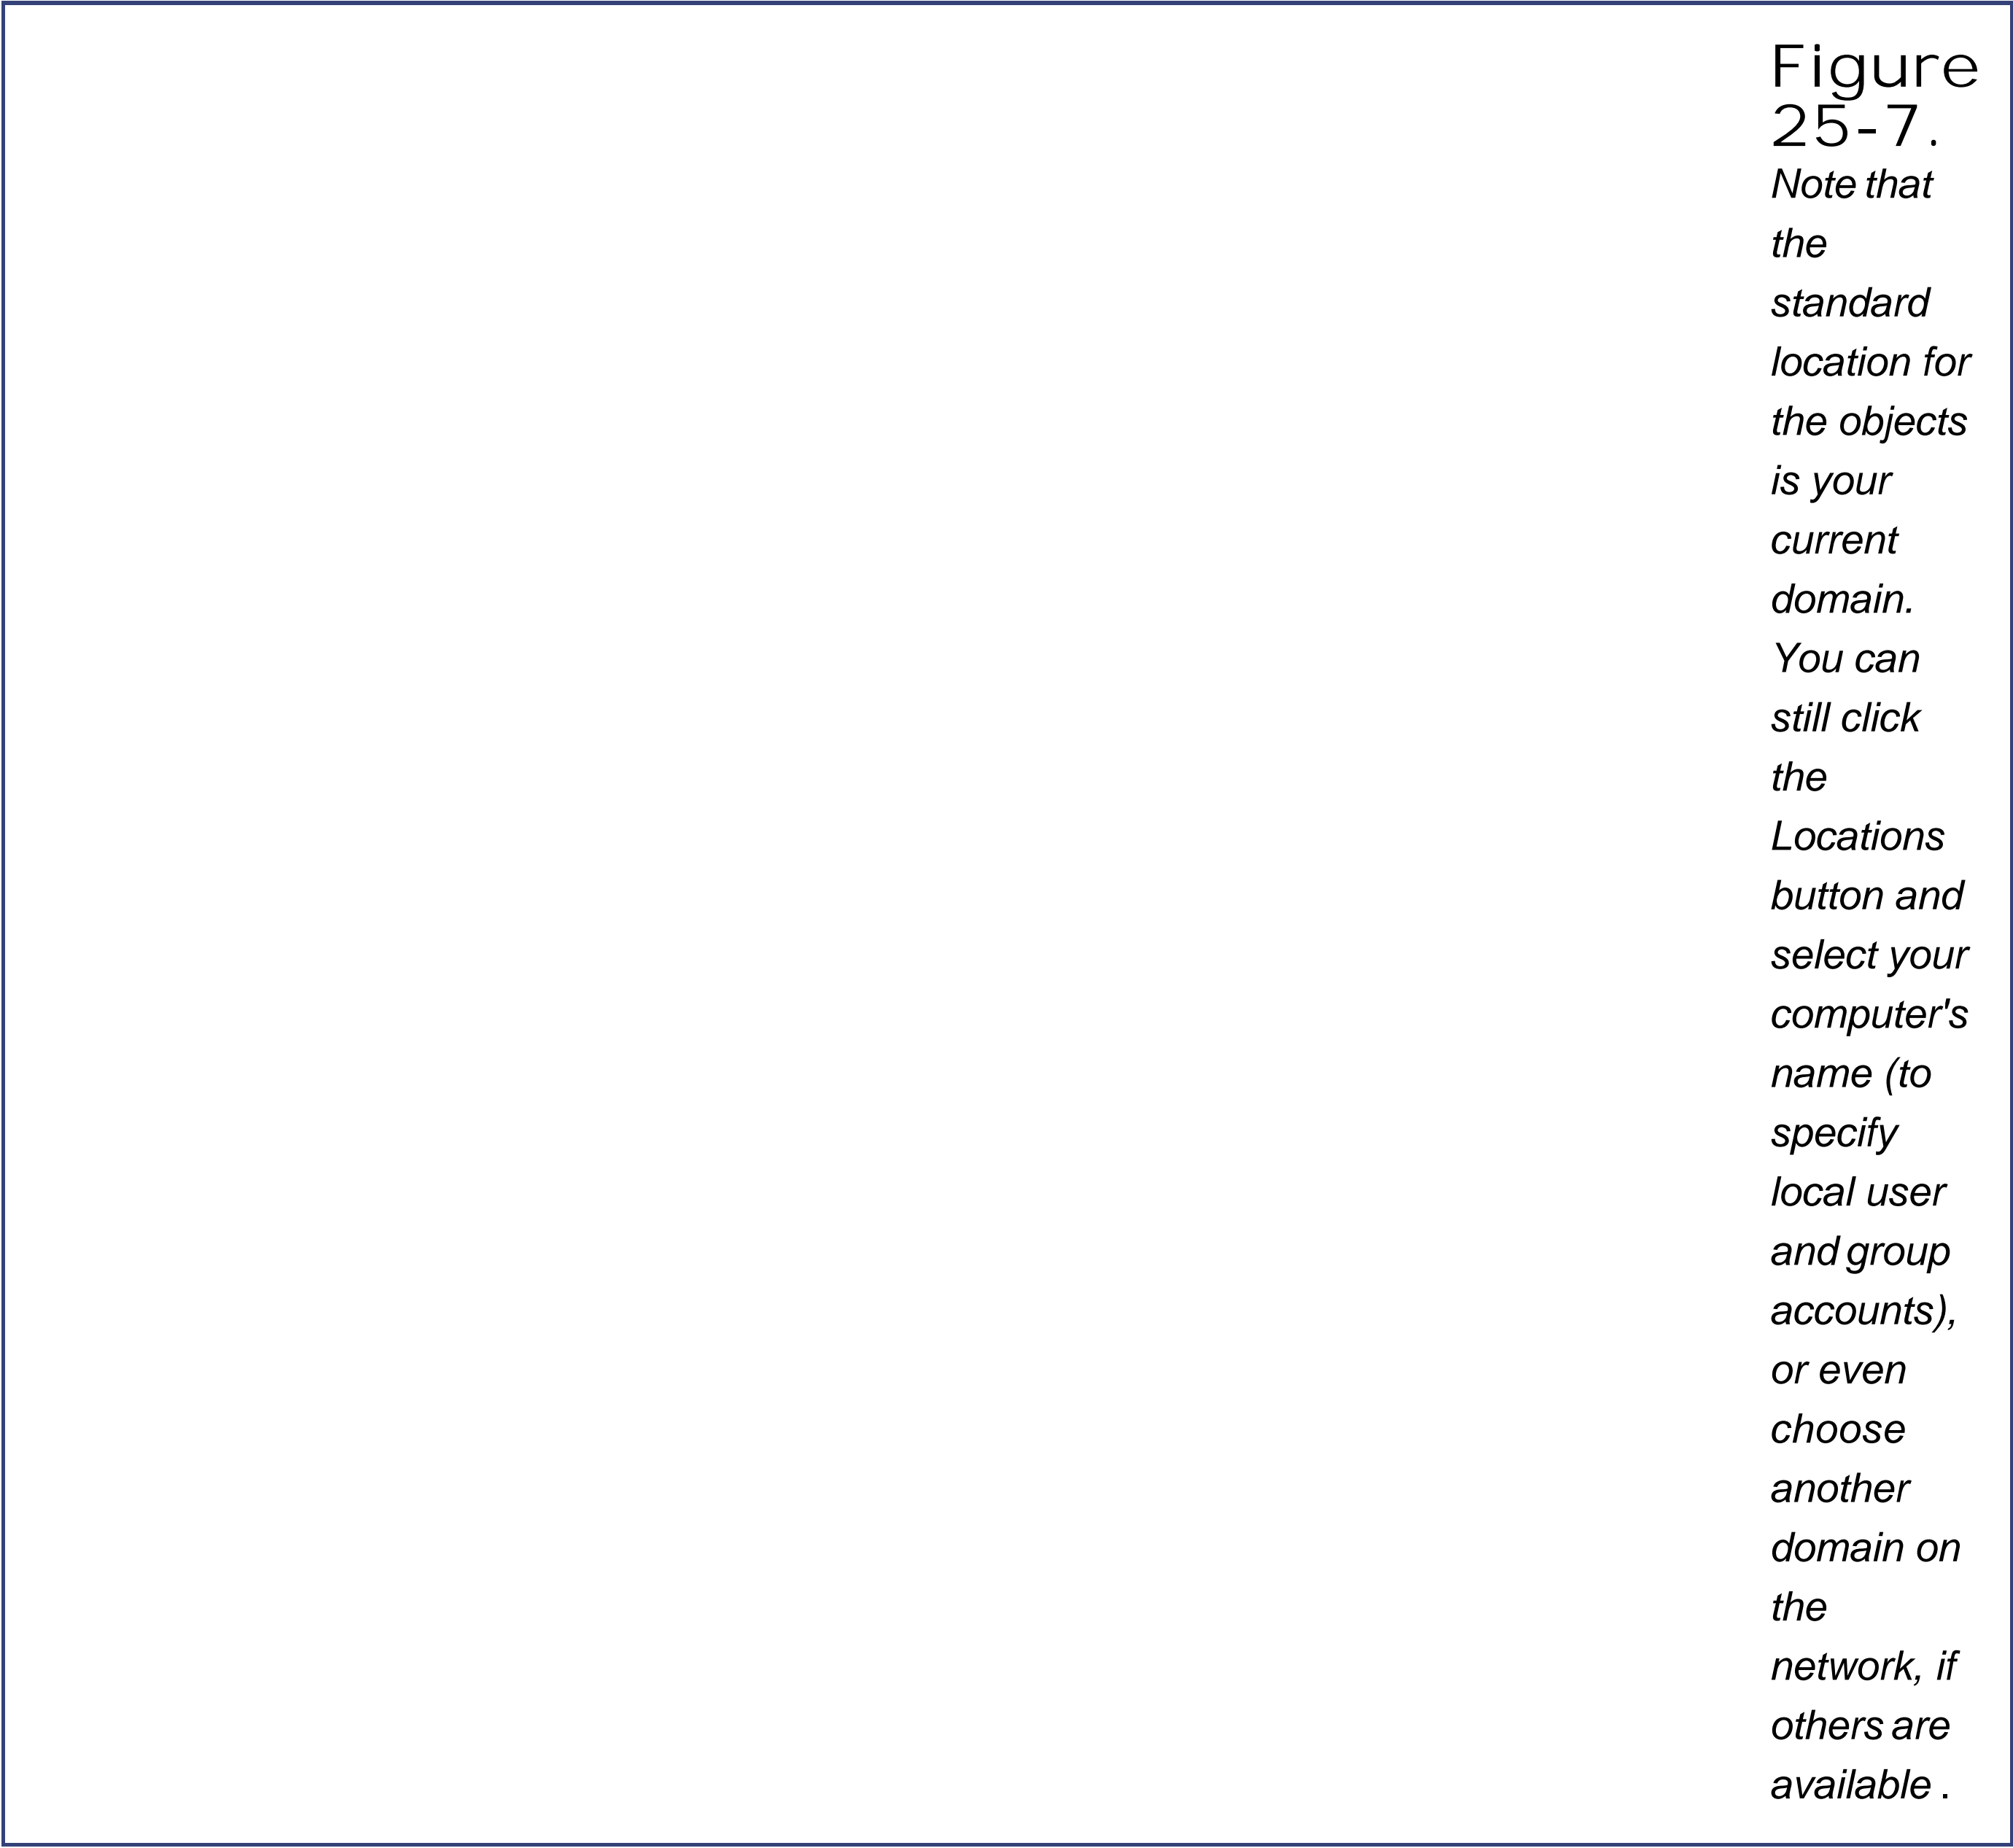 Figure
25-7.
Note that
the
standard
location for
the objects
is your
current
domain.
You can
still click
the
Locations
button and
select your
computer's
name (to
specify
local user
and group
accounts),
or even
choose
another
domain on
the
network, if
others are
available .